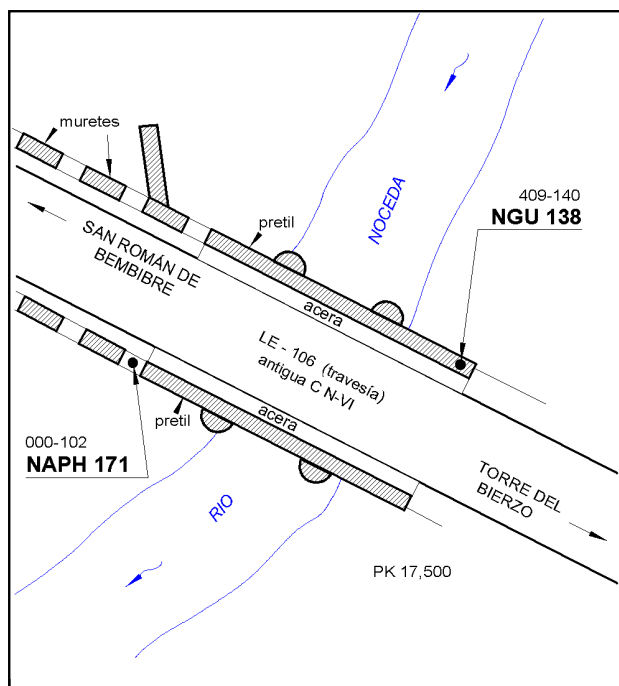 muretes
409-140
NGU 138
pretil
NOCEDA
SAN ROMÁN DE
BEMBIBRE
acera
LE - 106 (travesía)
antigua C N-VI
acera
pretil
000-102
NAPH 171
RIO
TORRE DEL
BIERZO
PK 17,500